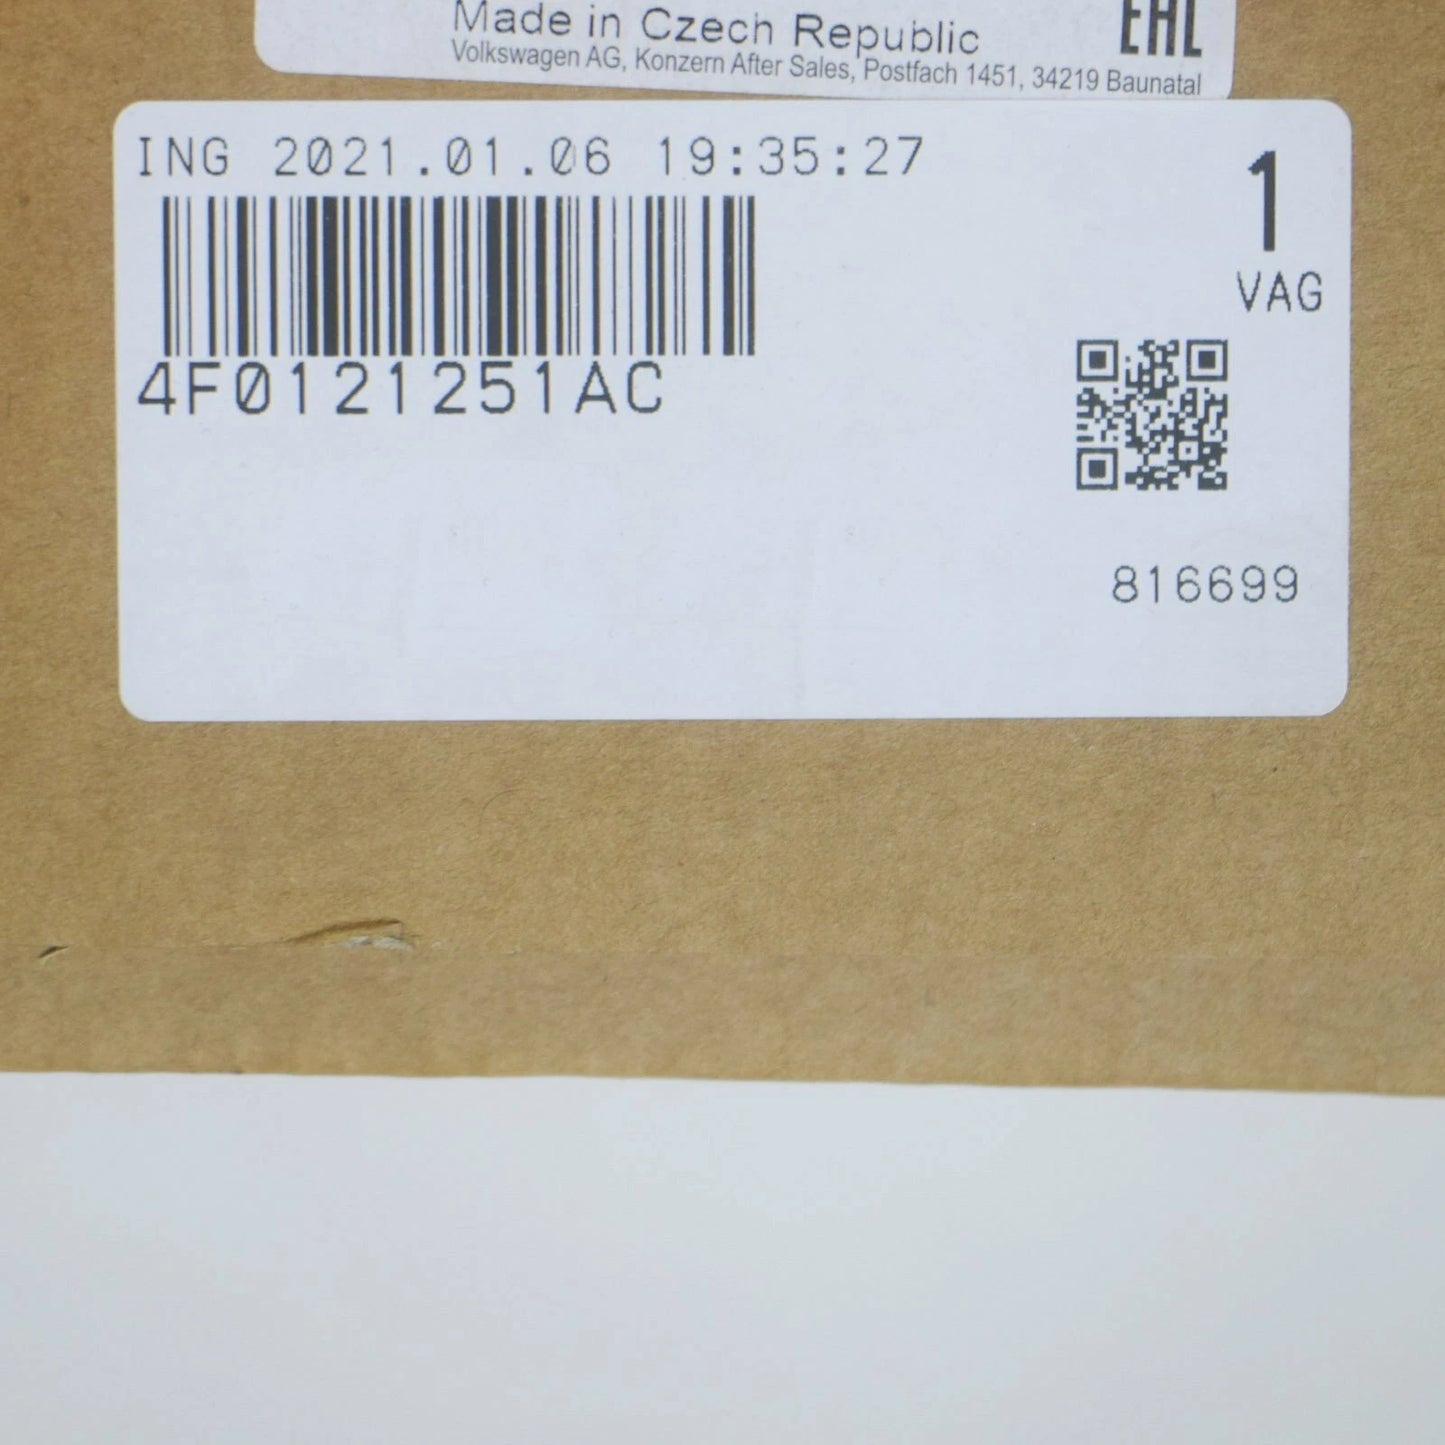 Made in Czech Republic
EAC
Volkswagen AG, Konzern After Sales, Postfach 1451, 34219 Baunatal
ING 2021.01.06 19:35:27
1
VAG
4F0121251AC
816699